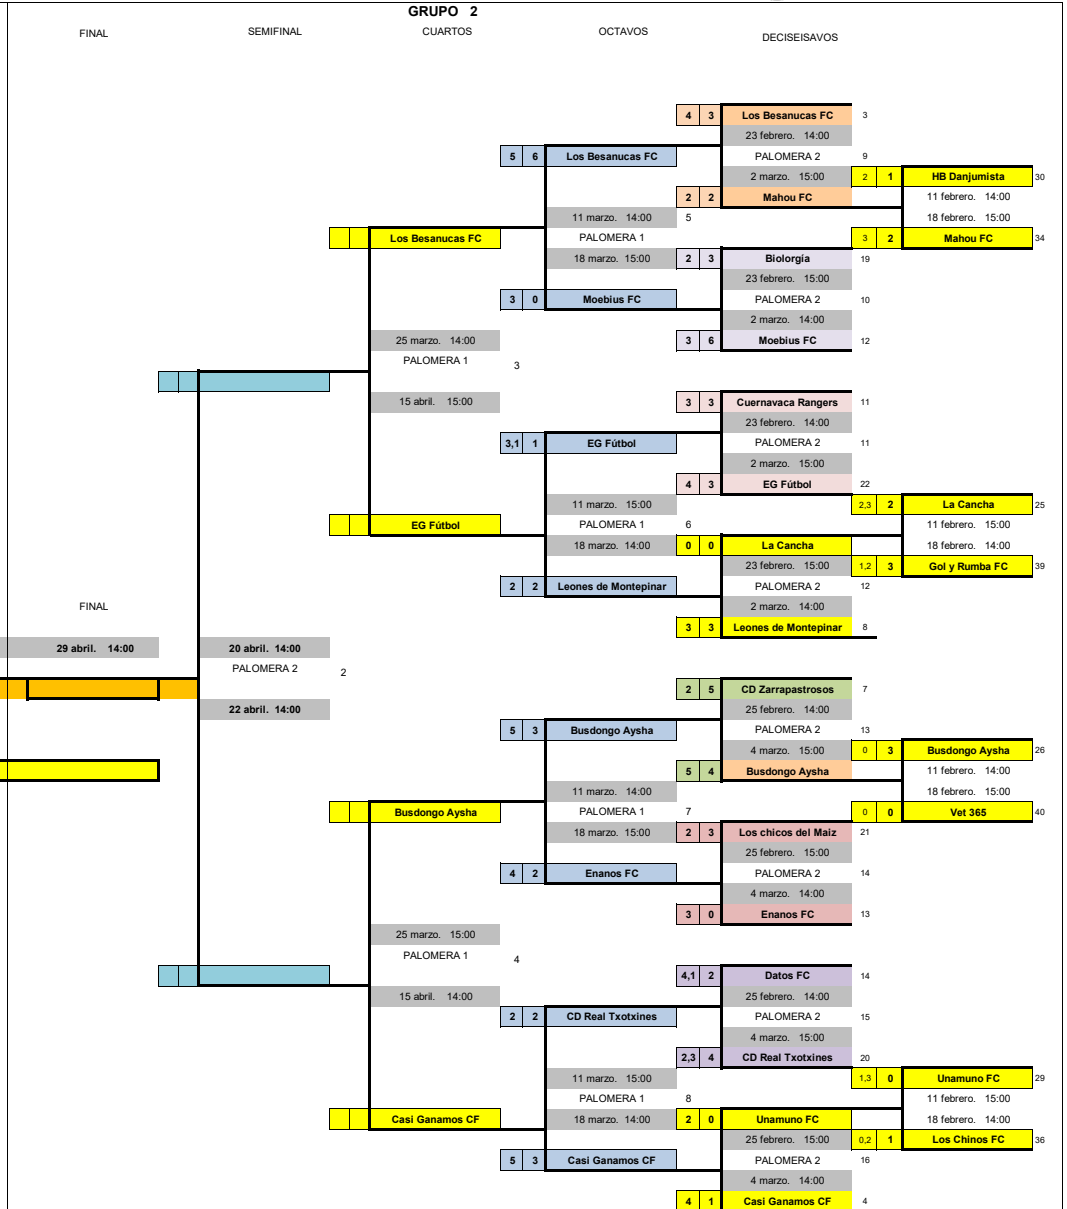 GRUPO 2
FINAL SEMIFINAL CUARTOS OCTAVOS DECISEISAVOS
4 3 Los Besanucas FC 3
23 febrero. 14:00
5 6 Los Besanucas FC PALOMERA 2 9
2 marzo. 15:00 2 1 HB Danjumista 30
2 2 Mahou FC 11 febrero. 14:00
11 marzo. 14:00 5 18 febrero. 15:00
Los Besanucas FC PALOMERA 1 3 2 Mahou FC 34
18 marzo. 15:00 2 3 Biolorgía 19
23 febrero. 15:00
3 0 Moebius FC PALOMERA 2 10
2 marzo. 14:00
25 marzo. 14:00 3 6 Moebius FC 12
PALOMERA 1 3
15 abril. 15:00 3 3 Cuernavaca Rangers 11
23 febrero. 14:00
3,1 1 EG Fútbol PALOMERA 2 11
2 marzo. 15:00
4 3 EG Fútbol 22
11 marzo. 15:00 2,3 2 La Cancha 25
EG Fútbol PALOMERA 1 6 11 febrero. 15:00
18 marzo. 14:00 0 0 La Cancha 18 febrero. 14:00
23 febrero. 15:00 1,2 3 Gol y Rumba FC 39
2 2 Leones de Montepinar PALOMERA 2 12
FINAL 2 marzo. 14:00
3 3 Leones de Montepinar 8
29 abril. 14:00 20 abril. 14:00
PALOMERA 2 2
2 5 CD Zarrapastrosos 7
22 abril. 14:00 25 febrero. 14:00
5 3 Busdongo Aysha PALOMERA 2 13
4 marzo. 15:00 0 3 Busdongo Aysha 26
5 4 Busdongo Aysha 11 febrero. 14:00
11 marzo. 14:00 18 febrero. 15:00
Busdongo Aysha PALOMERA 1 7 0 0 Vet 365 40
18 marzo. 15:00 2 3 Los chicos del Maiz 21
25 febrero. 15:00
4 2 Enanos FC PALOMERA 2 14
4 marzo. 14:00
3 0 Enanos FC 13
25 marzo. 15:00
PALOMERA 1 4
4,1 2 Datos FC 14
15 abril. 14:00 25 febrero. 14:00
2 2 CD Real Txotxines PALOMERA 2 15
4 marzo. 15:00
2,3 4 CD Real Txotxines 20
11 marzo. 15:00 1,3 0 Unamuno FC 29
PALOMERA 1 8 11 febrero. 15:00
Casi Ganamos CF 18 marzo. 14:00 2 0 Unamuno FC 18 febrero. 14:00
25 febrero. 15:00 0,2 1 Los Chinos FC 36
5 3 Casi Ganamos CF PALOMERA 2 16
4 marzo. 14:00
4 1 Casi Ganamos CF 4